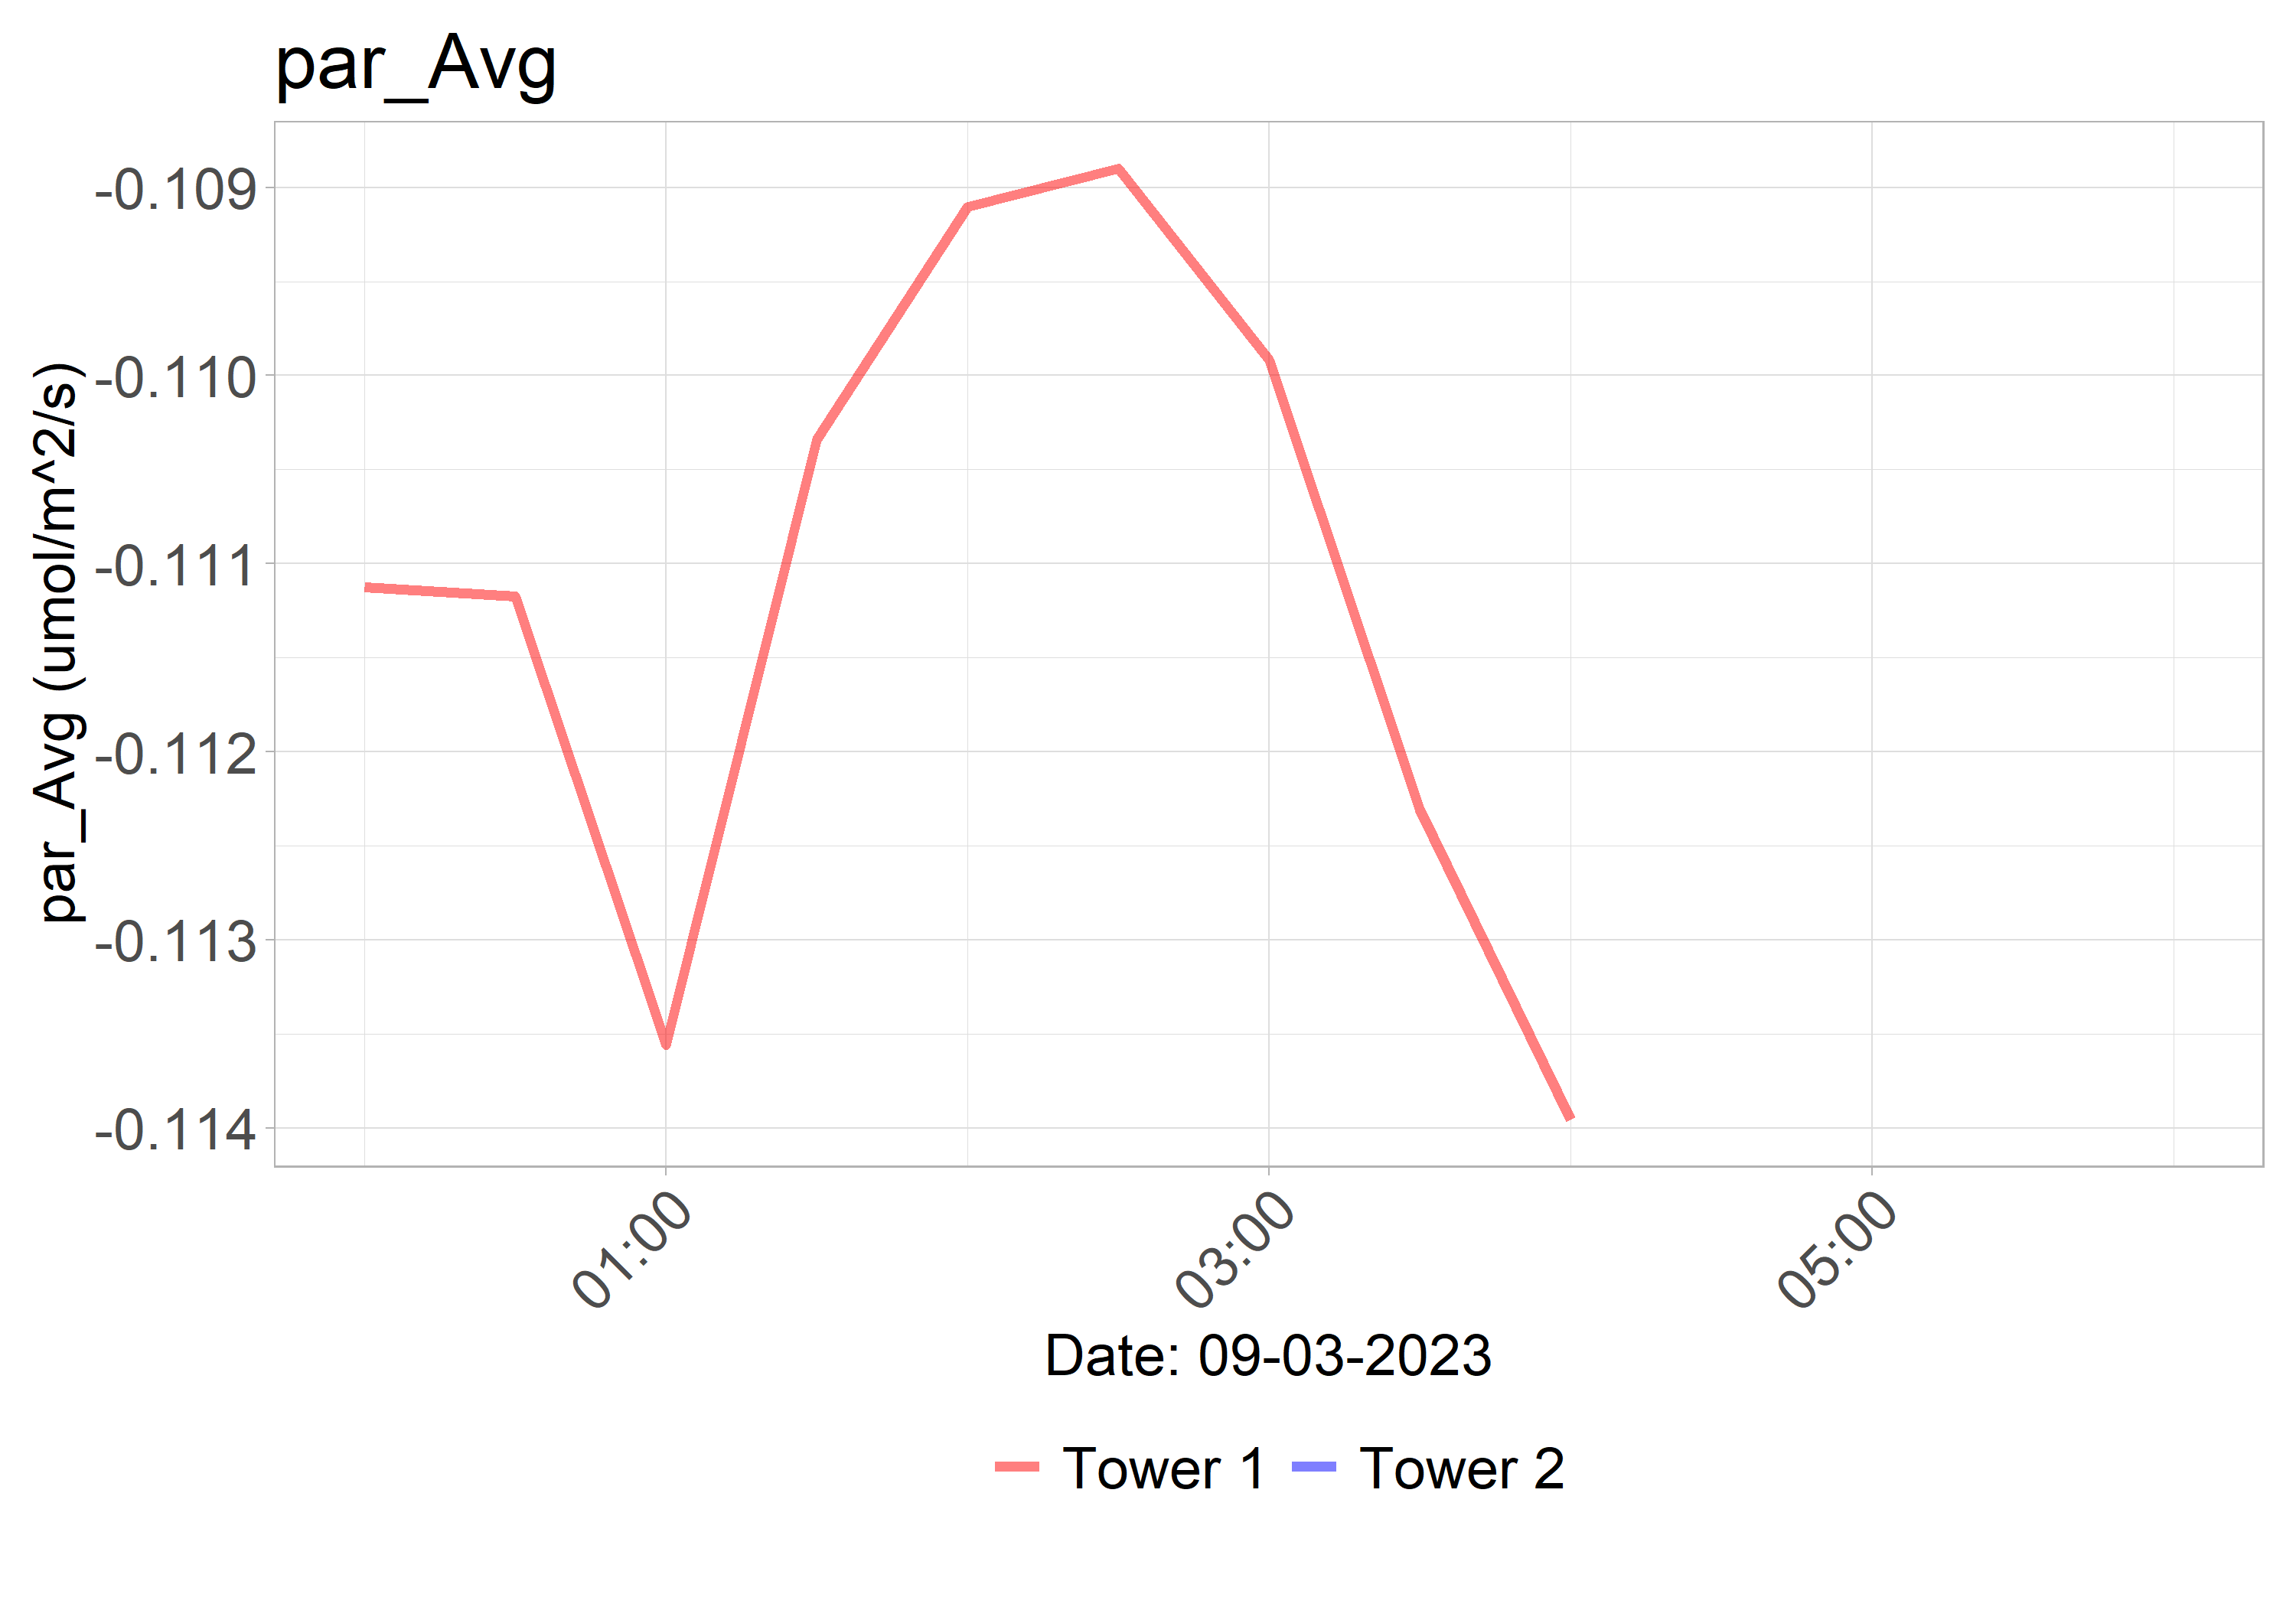 par_Avg
par_Avg (umol/m^2/s)
-0.109
-0.110
-0.111
-0.112
-0.113
-0.114
01:00
03:00
05:00
Date: 09-03-2023
Tower 1
Tower 2